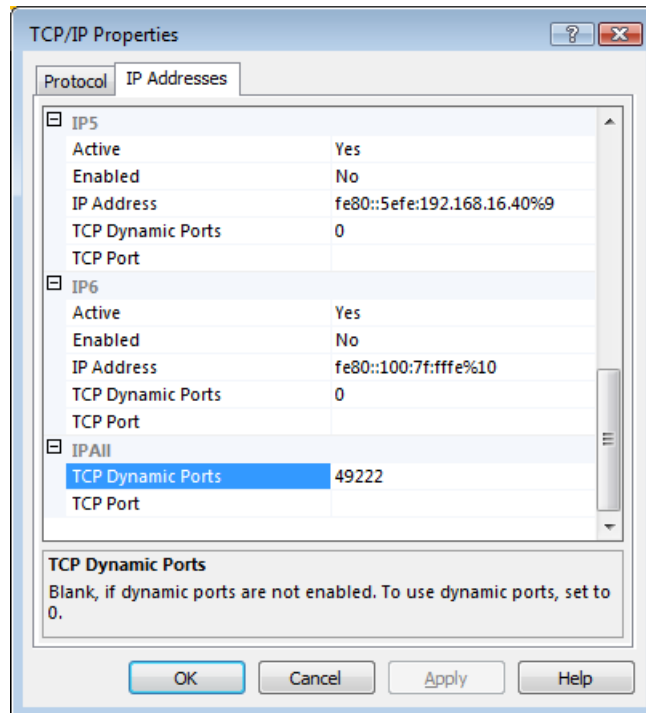 TCP/IP Properties
Protocol IP Addresses
IP5
Active Yes
Enabled No
IP Address fe80::5efe:192.168.16.40%9
TCP Dynamic Ports 0
TCP Port
IP6
Active Yes
Enabled No
IP Address fe80::100:7f:fffe%10
TCP Dynamic Ports 0
TCP Port
IPAll
TCP Dynamic Ports 49222
TCP Port
TCP Dynamic Ports
Blank, if dynamic ports are not enabled. To use dynamic ports, set to
0.
OK Cancel Apply Help